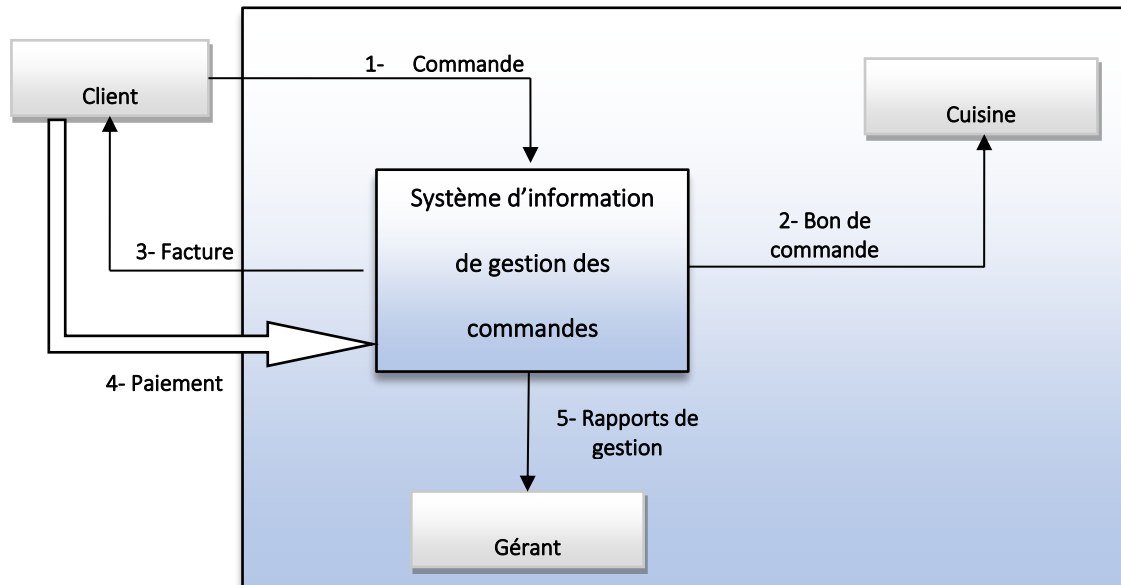 1- Commande
Client
Cuisine
Système d’information
de gestion des
commandes
2- Bon de
commande
3- Facture
4- Paiement
5- Rapports de
gestion
Gérant